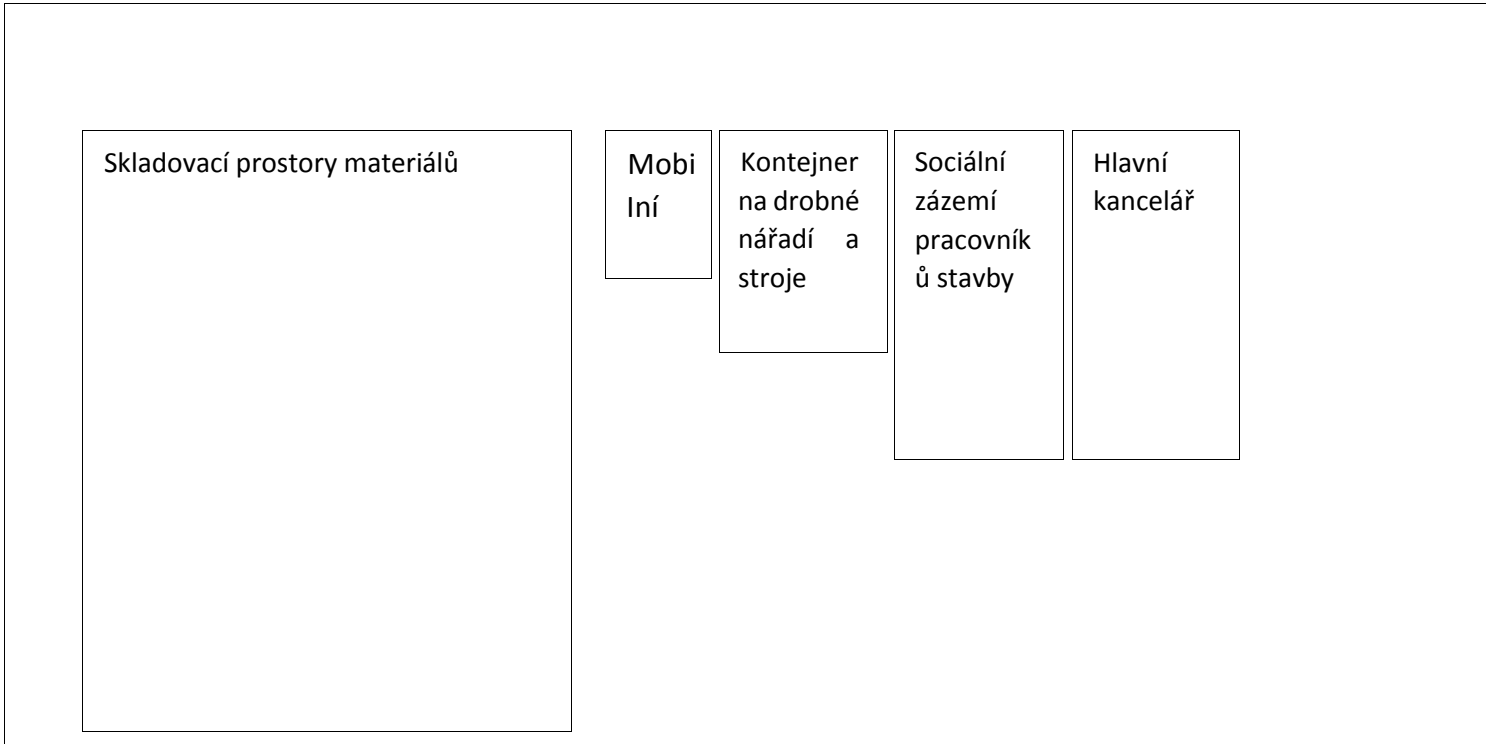 Skladovací prostory materiálů
Mobi
lní
Kontejner
na drobné
nářadí a
stroje
Sociální
zázemí
pracovník
ů stavby
Hlavní
kancelář